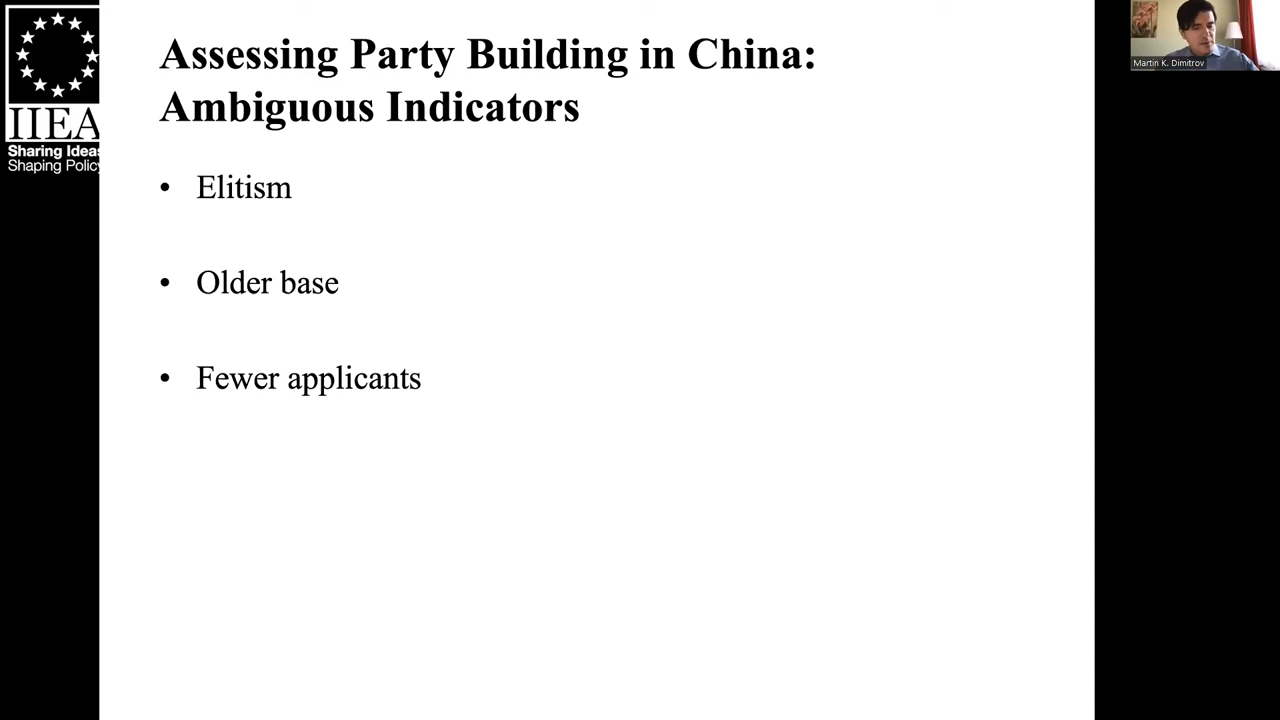 IIEA
Sharing Ideas
Shaping Policy
Assessing Party Building in China:
Ambiguous Indicators
• Elitism
• Older base
• Fewer applicants
Martin K. Dimitrov